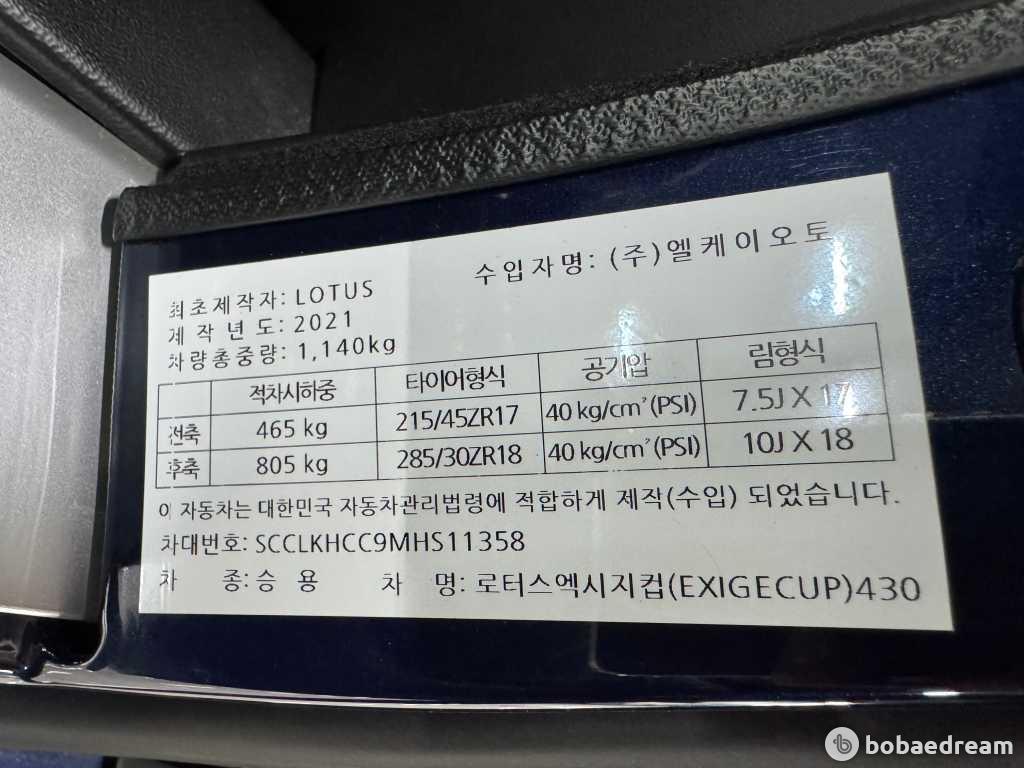 최초제작자: LOTUS 수입자명: (주)엘케이오토
제 작 년 도: 2021
차량총중량: 1,140kg
적차시하중 타이어형식 공기압 림형식
전축 465 kg 215/45ZR17 40 kg/cm²(PSI) 7.5J X 17
후축 805 kg 285/30ZR18 40 kg/cm²(PSI) 10J X 18
이 자동차는 대한민국 자동차관리법령에 적합하게 제작(수입) 되었습니다.
차대번호: SCCLKHCC9MHS11358
차 종: 승 용 차 명: 로터스엑시지컵(EXIGECUP)430
bobaedream